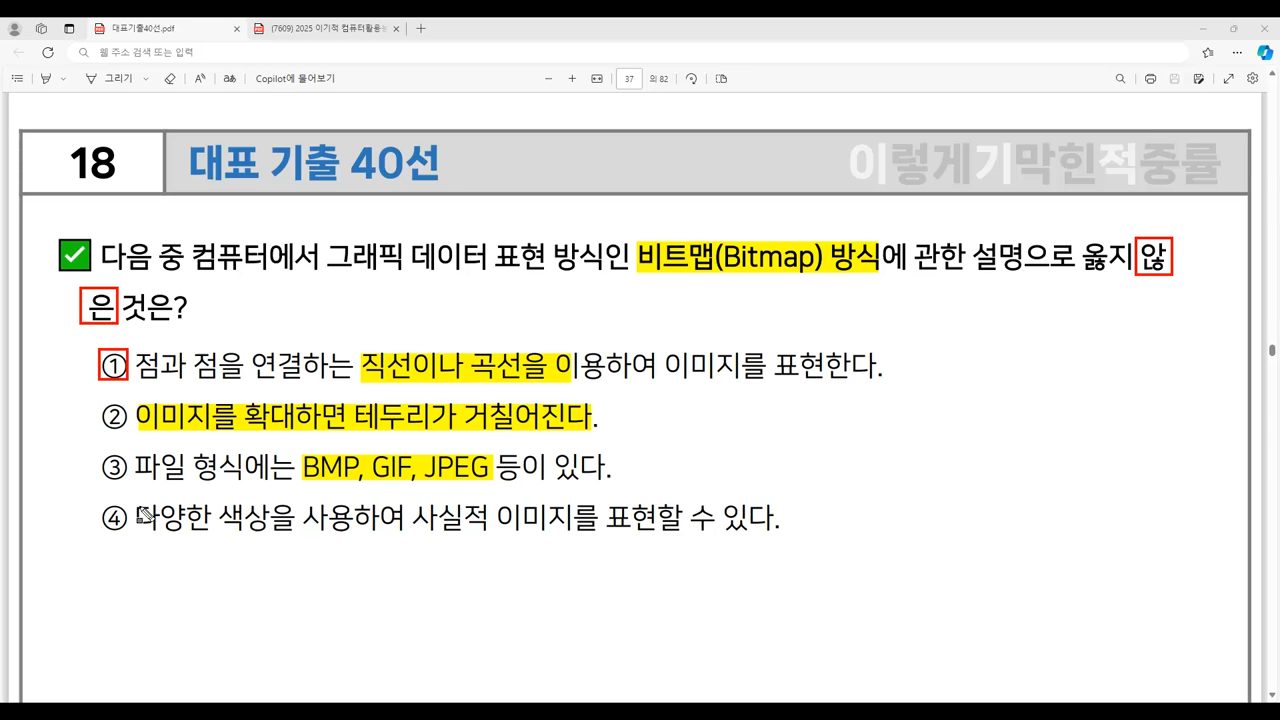 대표기출40선.pdf
(7609) 2025 이기적 컴퓨터활용능
웹 주소 검색 또는 입력
그리기
aあ
Copilot에 물어보기
37 의 82
18 대표 기출 40선 이렇게기막힌적중률
다음 중 컴퓨터에서 그래픽 데이터 표현 방식인 비트맵(Bitmap) 방식에 관한 설명으로 옳지 않
은 것은?
① 점과 점을 연결하는 직선이나 곡선을 이용하여 이미지를 표현한다.
② 이미지를 확대하면 테두리가 거칠어진다.
③ 파일 형식에는 BMP, GIF, JPEG 등이 있다.
④ 다양한 색상을 사용하여 사실적 이미지를 표현할 수 있다.